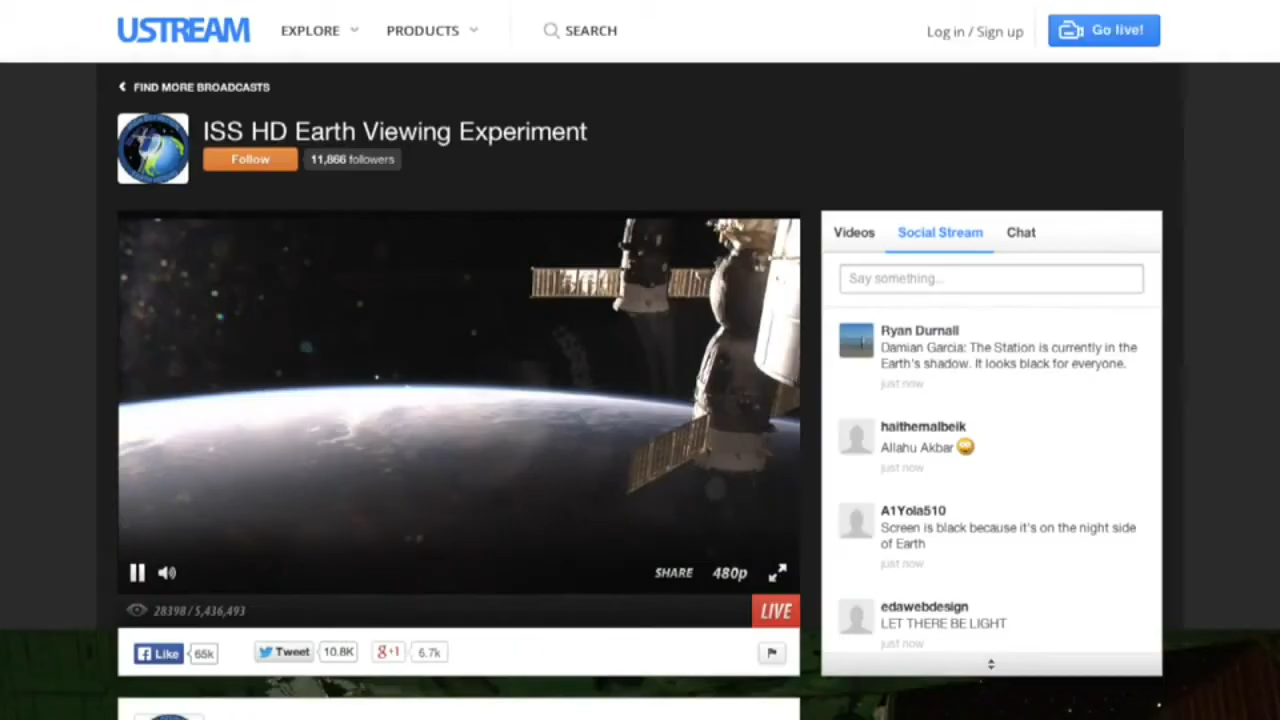 USTREAM EXPLORE PRODUCTS SEARCH Log in / Sign up Go live!
FIND MORE BROADCASTS
ISS HD Earth Viewing Experiment
Follow 11,866 followers
Videos Social Stream Chat
Say something...
Ryan Durnall
Damian Garcia: The Station is currently in the
Earth's shadow. It looks black for everyone.
just now
haithemalbeik
Allahu Akbar
just now
A1Yola510
Screen is black because it's on the night side
of Earth
just now
edawebdesign
LET THERE BE LIGHT
just now
SHARE 480p
28398 / 5,436,493 LIVE
Like 65k Tweet 10.8K g+1 6.7k